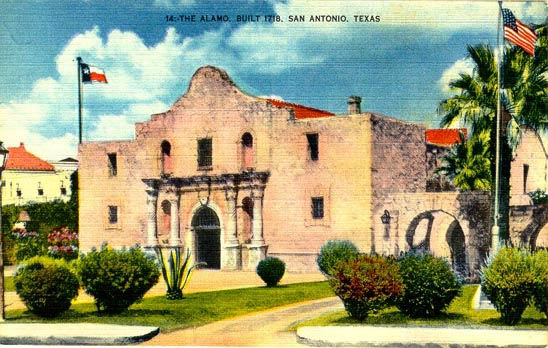 14:-THE ALAMO, BUILT 1718, SAN ANTONIO, TEXAS